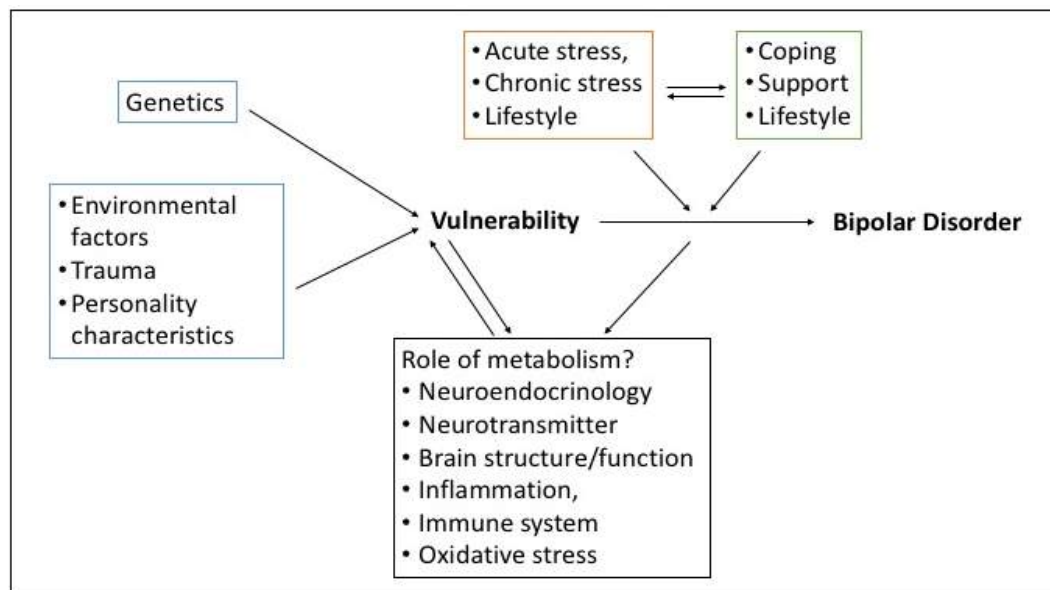 Genetics
• Environmental
factors
• Trauma
• Personality
characteristics
• Acute stress,
• Chronic stress
• Lifestyle
• Coping
• Support
• Lifestyle
Vulnerability
Bipolar Disorder
Role of metabolism?
• Neuroendocrinology
• Neurotransmitter
• Brain structure/function
• Inflammation,
• Immune system
• Oxidative stress